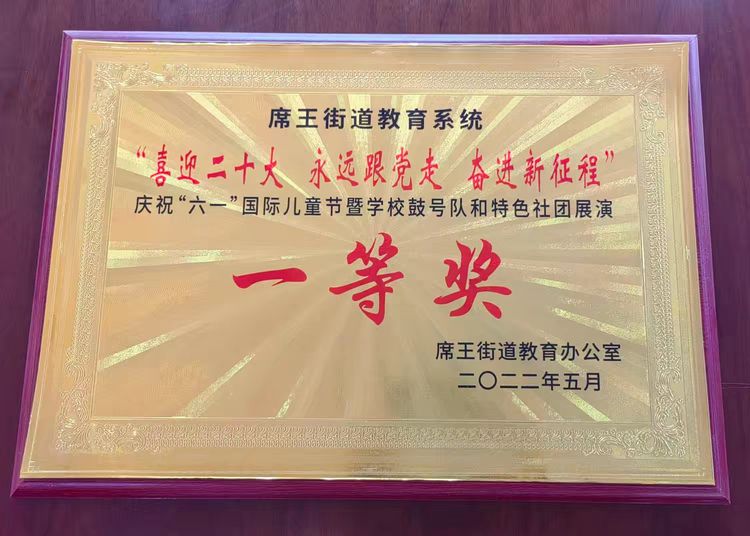 席王街道教育系统
“喜迎二十大 永远跟党走 奋进新征程”
庆祝“六一”国际儿童节暨学校鼓号队和特色社团展演
一等奖
席王街道教育办公室
二〇二二年五月